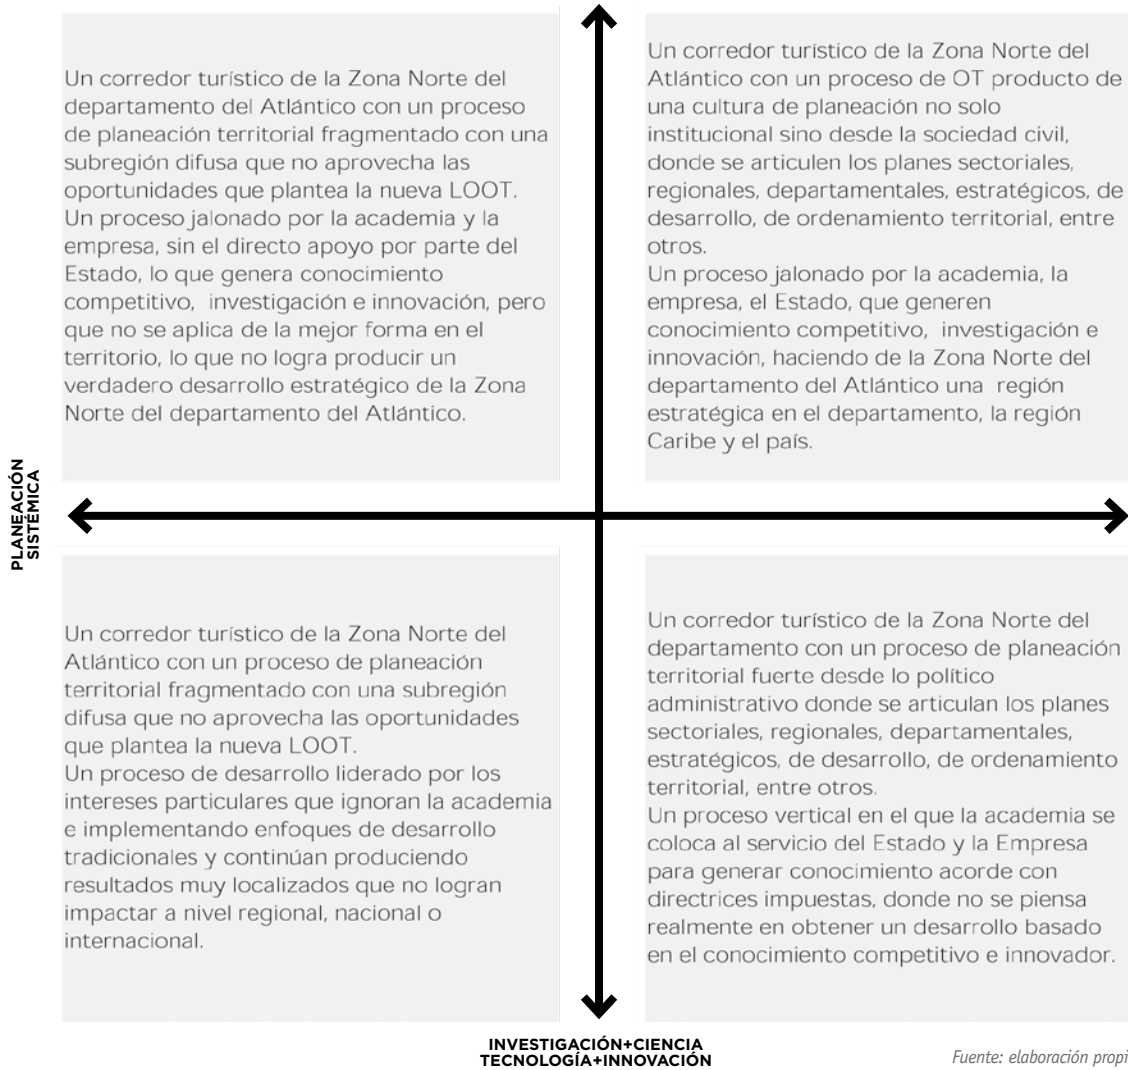 Un corredor turístico de la Zona Norte del
departamento del Atlántico con un proceso
de planeación territorial fragmentado con una
subregión difusa que no aprovecha las
oportunidades que plantea la nueva LOOT.
Un proceso jalonado por la academia y la
empresa, sin el directo apoyo por parte del
Estado, lo que genera conocimiento
competitivo, investigación e innovación, pero
que no se aplica de la mejor forma en el
territorio, lo que no logra producir un
verdadero desarrollo estratégico de la Zona
Norte del departamento del Atlántico.
Un corredor turístico de la Zona Norte del
Atlántico con un proceso de OT producto de
una cultura de planeación no solo
institucional sino desde la sociedad civil,
donde se articulen los planes sectoriales,
regionales, departamentales, estratégicos, de
desarrollo, de ordenamiento territorial, entre
otros.
Un proceso jalonado por la academia, la
empresa, el Estado, que generen
conocimiento competitivo, investigación e
innovación, haciendo de la Zona Norte del
departamento del Atlántico una región
estratégica en el departamento, la región
Caribe y el país.
PLANEACIÓN
SISTÉMICA
Un corredor turístico de la Zona Norte del
Atlántico con un proceso de planeación
territorial fragmentado con una subregión
difusa que no aprovecha las oportunidades
que plantea la nueva LOOT.
Un proceso de desarrollo liderado por los
intereses particulares que ignoran la academia
e implementando enfoques de desarrollo
tradicionales y continúan produciendo
resultados muy localizados que no logran
impactar a nivel regional, nacional o
internacional.
Un corredor turístico de la Zona Norte del
departamento con un proceso de planeación
territorial fuerte desde lo político
administrativo donde se articulan los planes
sectoriales, regionales, departamentales,
estratégicos, de desarrollo, de ordenamiento
territorial, entre otros.
Un proceso vertical en el que la academia se
coloca al servicio del Estado y la Empresa
para generar conocimiento acorde con
directrices impuestas, donde no se piensa
realmente en obtener un desarrollo basado
en el conocimiento competitivo e innovador.
INVESTIGACIÓN+CIENCIA
TECNOLOGÍA+INNOVACIÓN
Fuente: elaboración propi